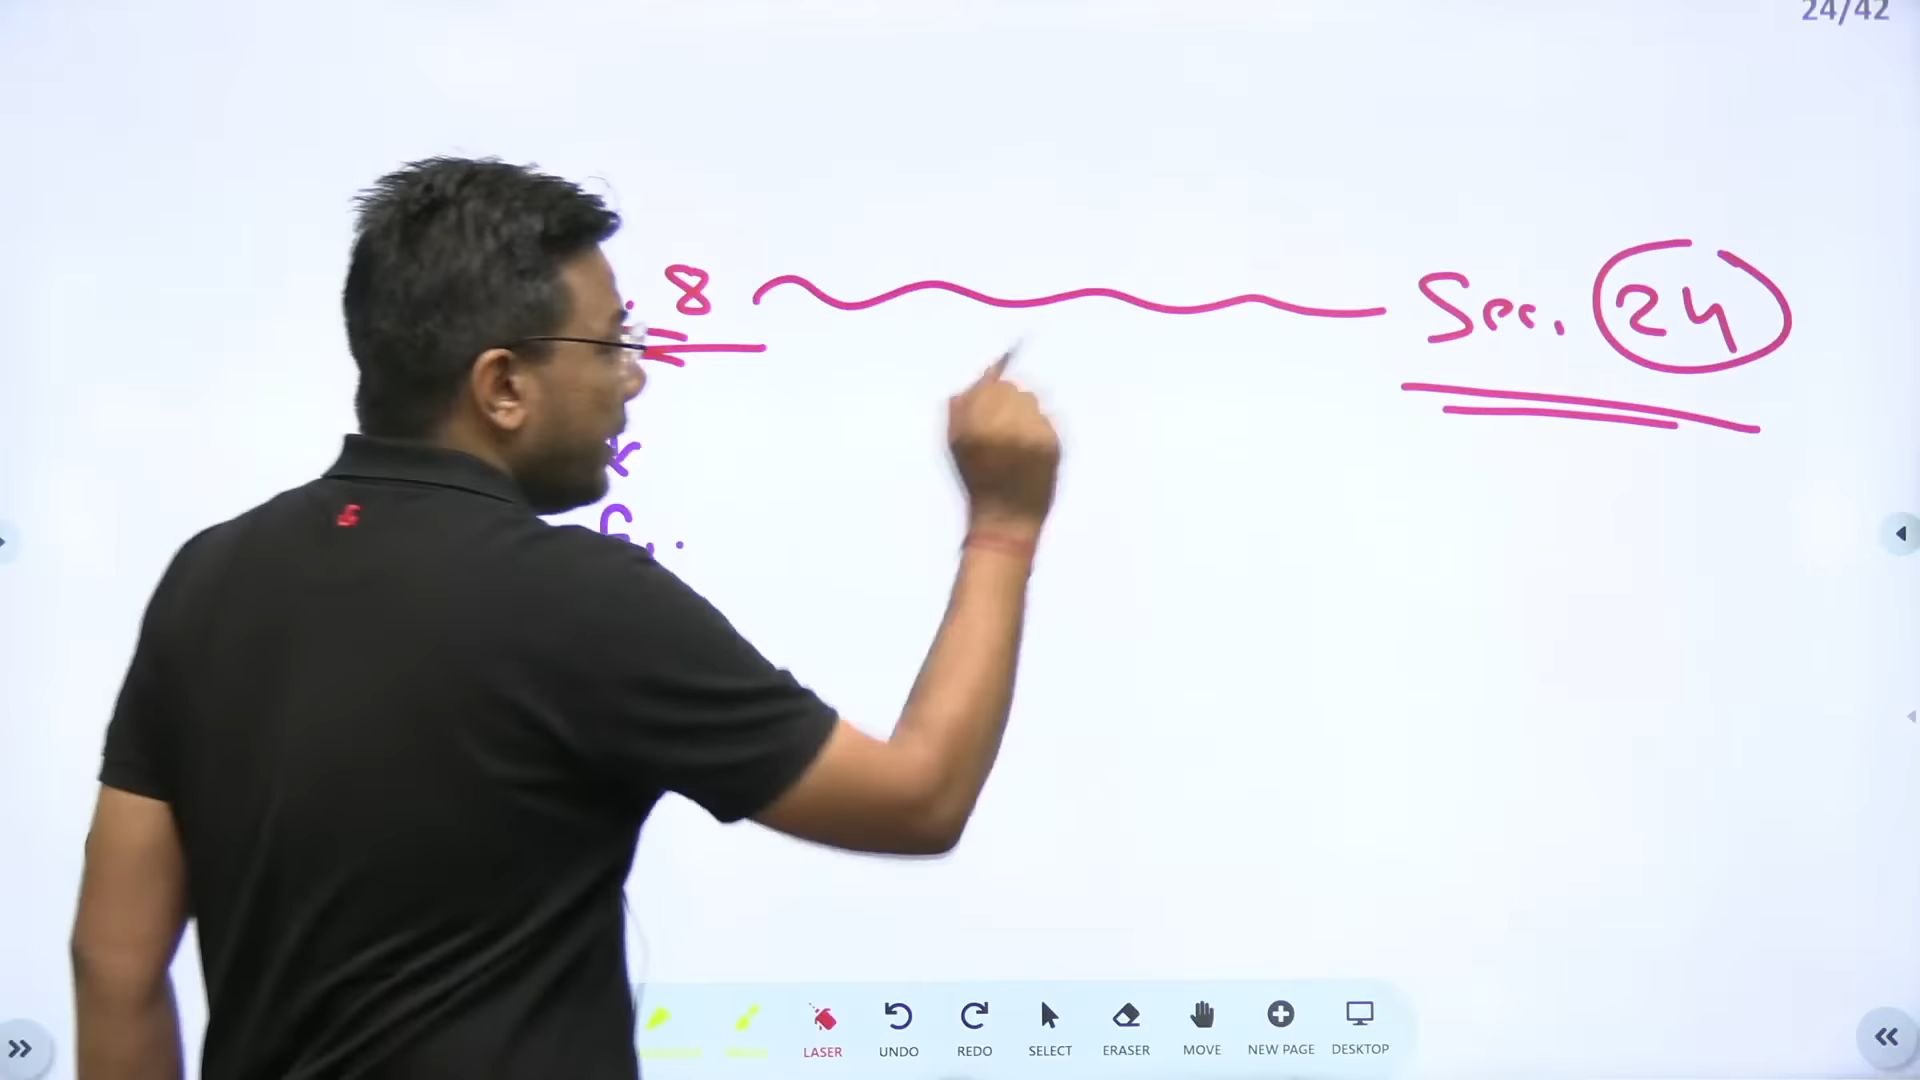 24/42
. 8 Sec. 24
LASER UNDO REDO SELECT ERASER MOVE NEW PAGE DESKTOP